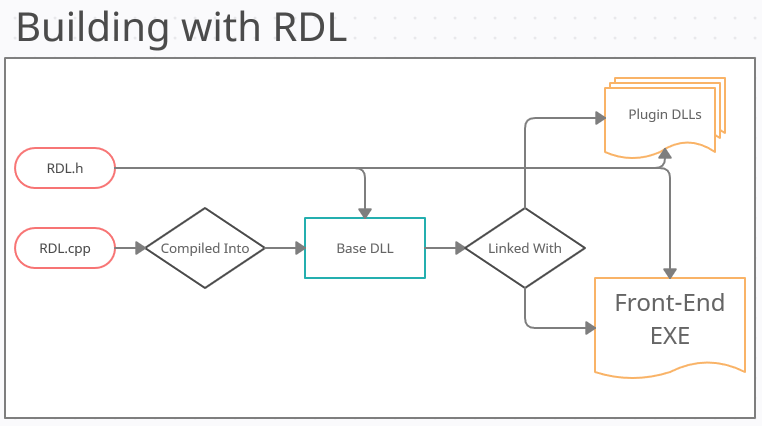 Building with RDL
Plugin DLLs
RDL.h
RDL.cpp
Compiled Into
Base DLL
Linked With
Front-End
EXE